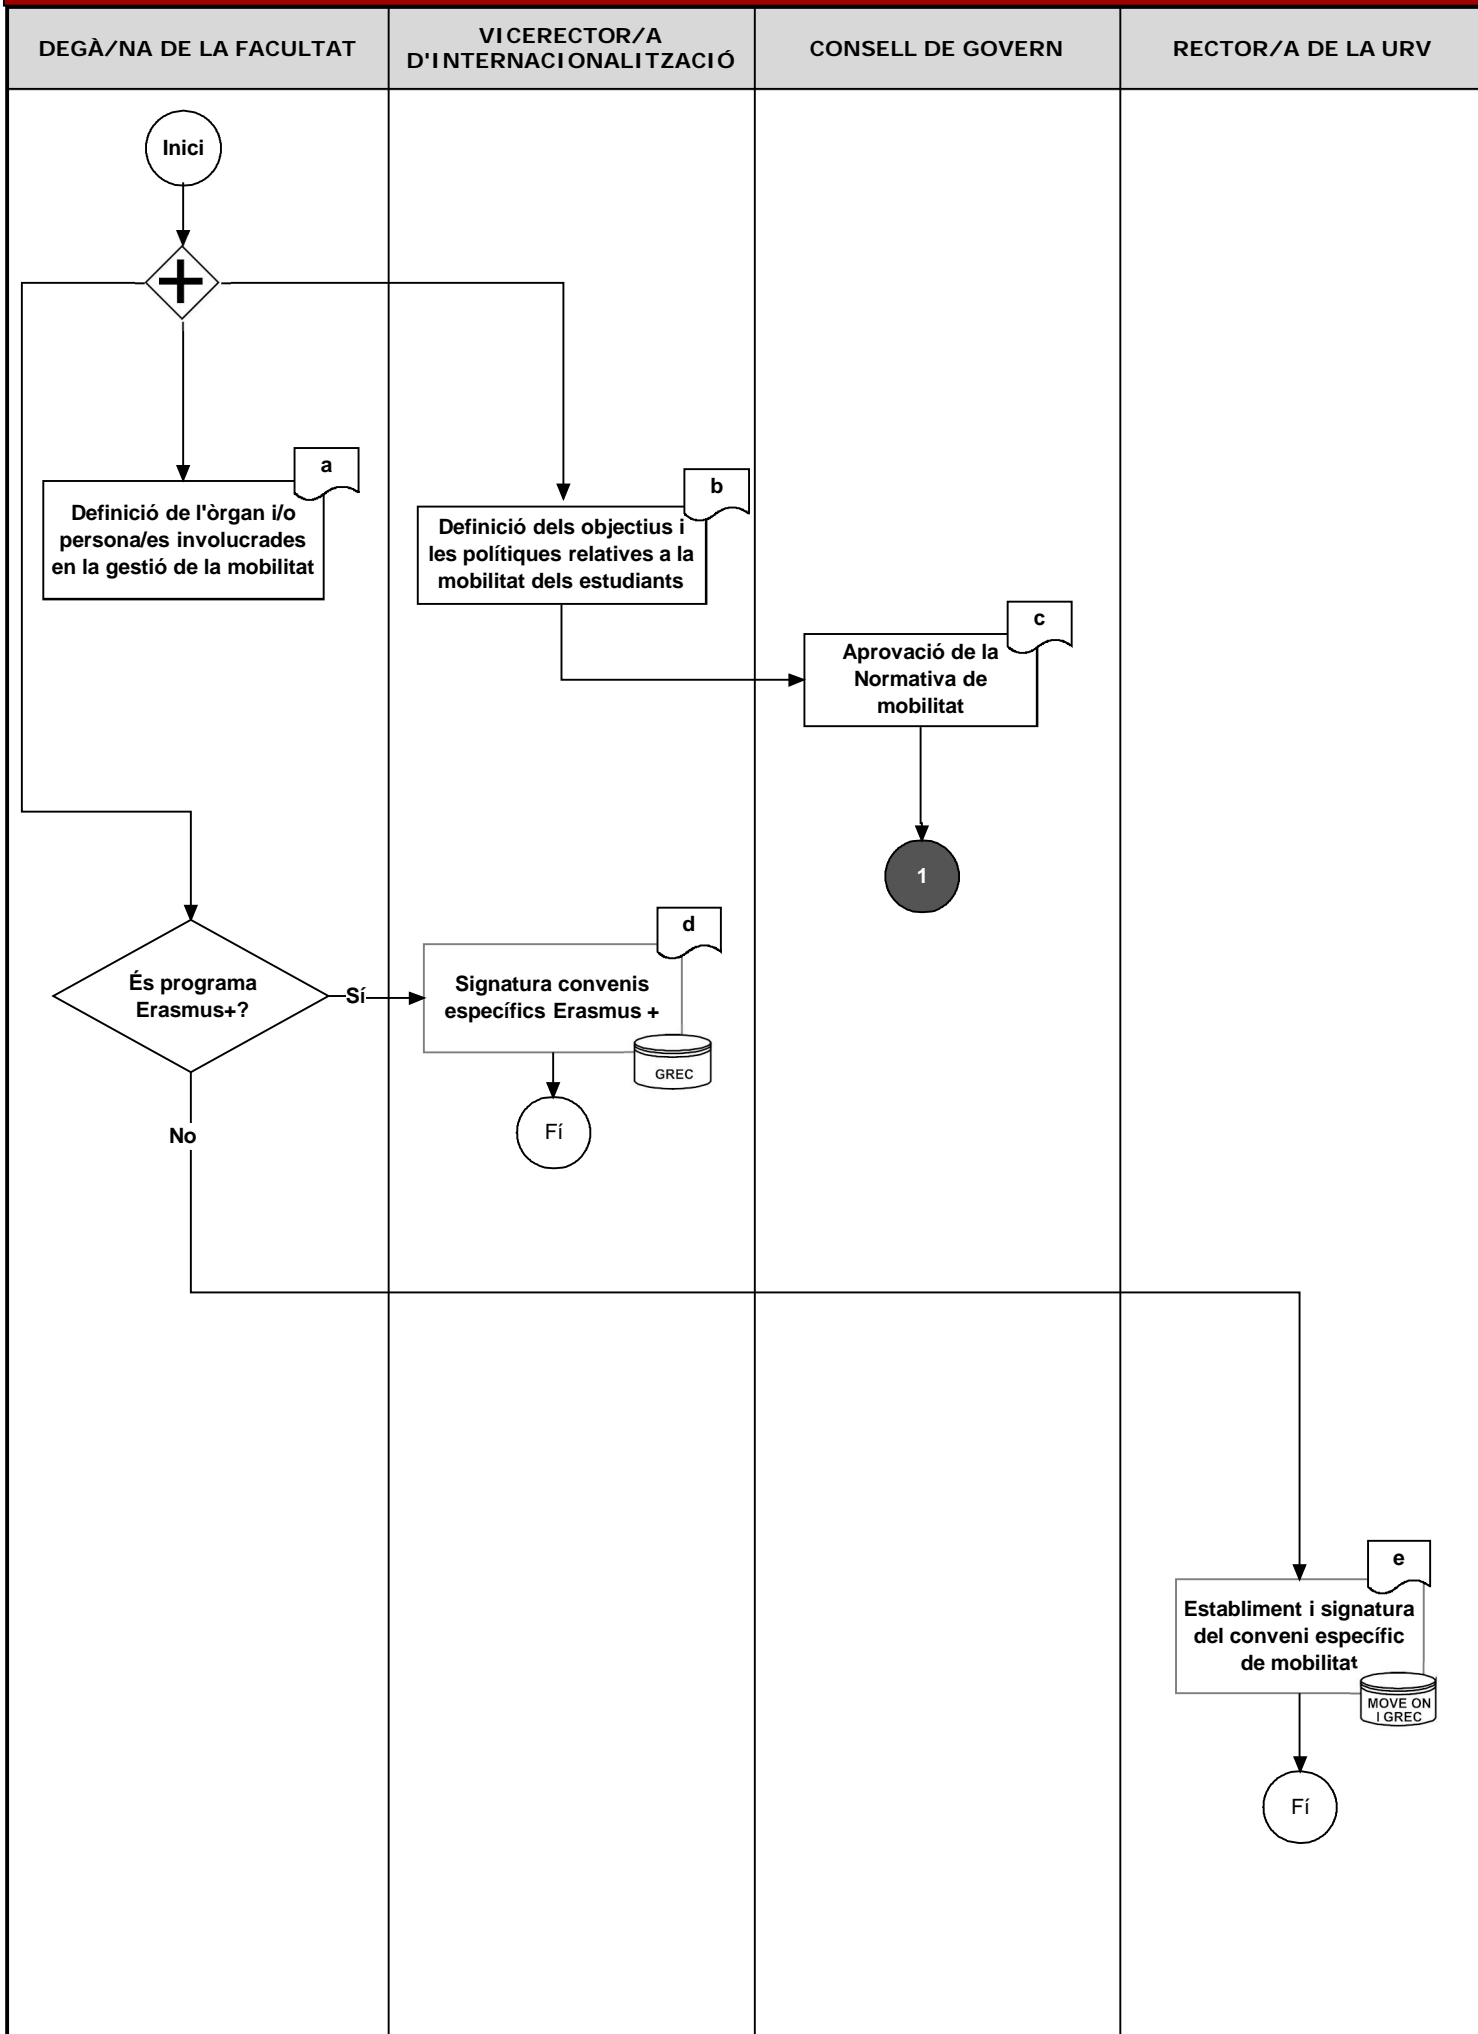 DEGÀ/NA DE LA FACULTAT
VICERECTOR/A
D'INTERNACIONALITZACIÓ
CONSELL DE GOVERN
RECTOR/A DE LA URV
Inici
a
Definició de l'òrgan i/o
persona/es involucrades
en la gestió de la mobilitat
b
Definició dels objectius i
les polítiques relatives a la
mobilitat dels estudiants
c
Aprovació de la
Normativa de
mobilitat
1
És programa
Erasmus+?
Sí
d
Signatura convenis
específics Erasmus +
GREC
Fí
No
e
Establiment i signatura
del conveni específic
de mobilitat
MOVE ON
I GREC
Fí